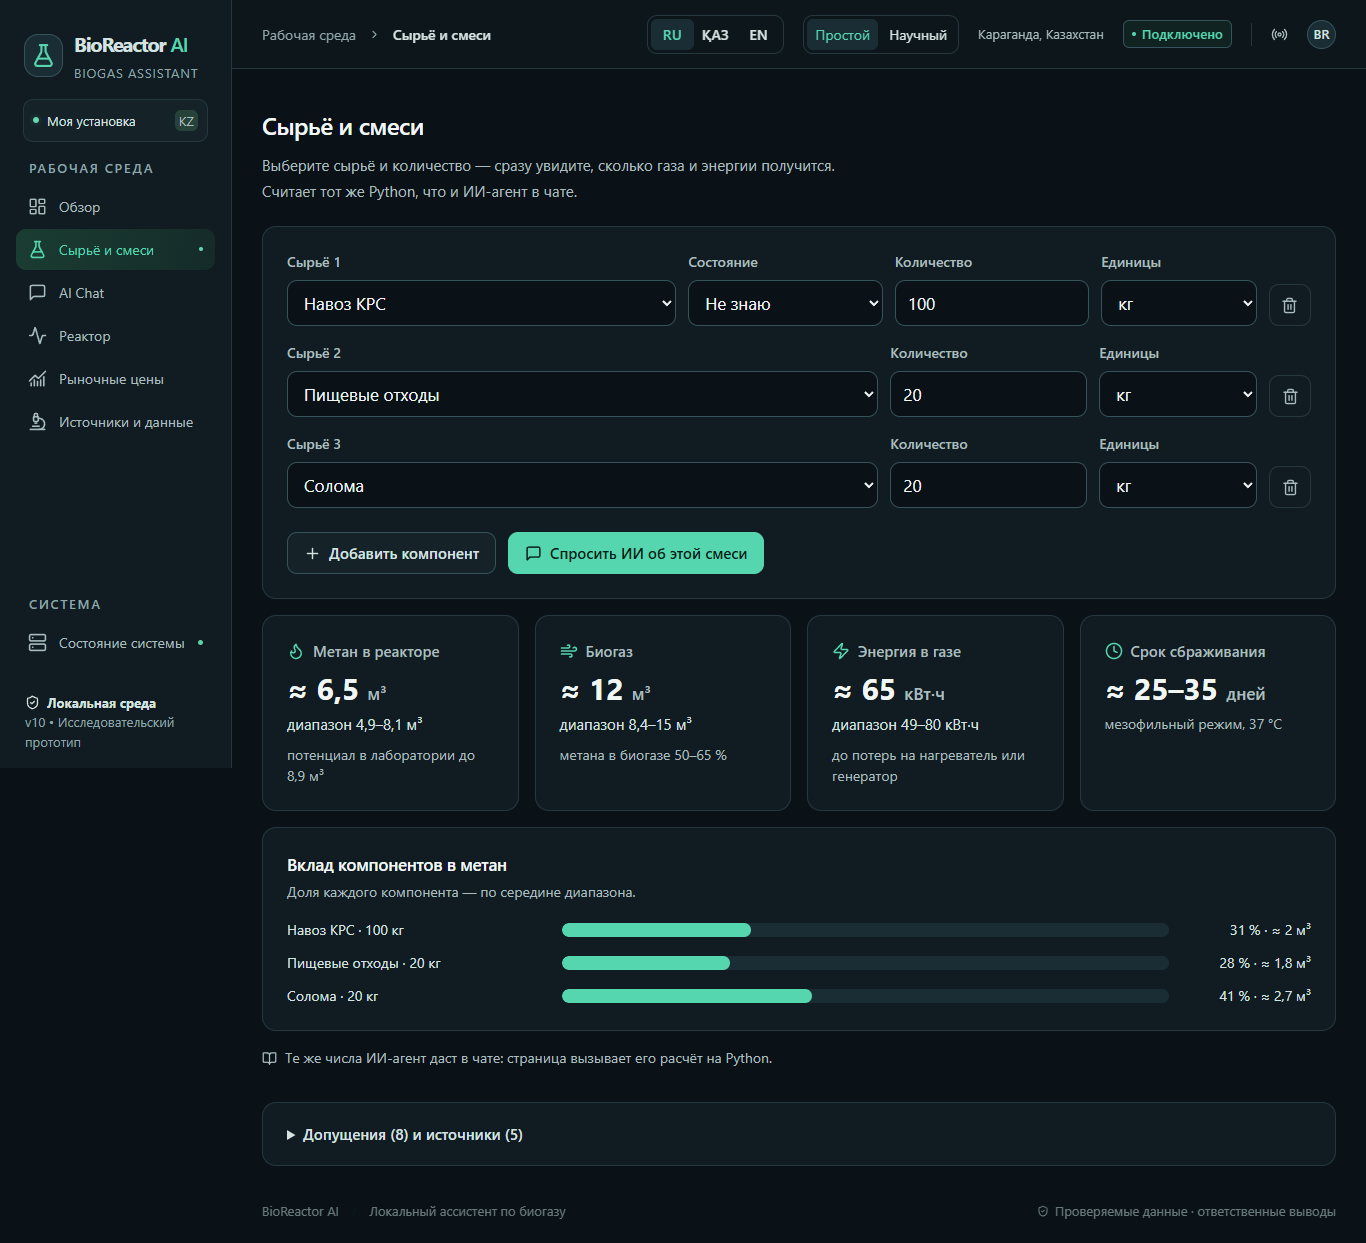 BioReactor AI
BIOGAS ASSISTANT
Моя установка KZ
РАБОЧАЯ СРЕДА
Обзор
Сырьё и смеси
AI Chat
Реактор
Рыночные цены
Источники и данные
СИСТЕМА
Состояние системы
Локальная среда
v10 • Исследовательский
прототип
Рабочая среда > Сырьё и смеси
RU ҚАЗ EN
Простой Научный
Караганда, Казахстан
Подключено
BR
Сырьё и смеси
Выберите сырьё и количество — сразу увидите, сколько газа и энергии получится.
Считает тот же Python, что и ИИ-агент в чате.
Сырьё 1 Состояние Количество Единицы
Навоз КРС Не знаю 100 кг
Сырьё 2 Количество Единицы
Пищевые отходы 20 кг
Сырьё 3 Количество Единицы
Солома 20 кг
+ Добавить компонент Спросить ИИ об этой смеси
Метан в реакторе
≈ 6,5 м³
диапазон 4,9–8,1 м³
потенциал в лаборатории до
8,9 м³
Биогаз
≈ 12 м³
диапазон 8,4–15 м³
метана в биогазе 50–65 %
Энергия в газе
≈ 65 кВт·ч
диапазон 49–80 кВт·ч
до потерь на нагреватель или
генератор
Срок сбраживания
≈ 25–35 дней
мезофильный режим, 37 °C
Вклад компонентов в метан
Доля каждого компонента — по середине диапазона.
Навоз КРС · 100 кг 31 % · ≈ 2 м³
Пищевые отходы · 20 кг 28 % · ≈ 1,8 м³
Солома · 20 кг 41 % · ≈ 2,7 м³
Те же числа ИИ-агент даст в чате: страница вызывает его расчёт на Python.
Допущения (8) и источники (5)
BioReactor AI / Локальный ассистент по биогазу
Проверяемые данные · ответственные выводы